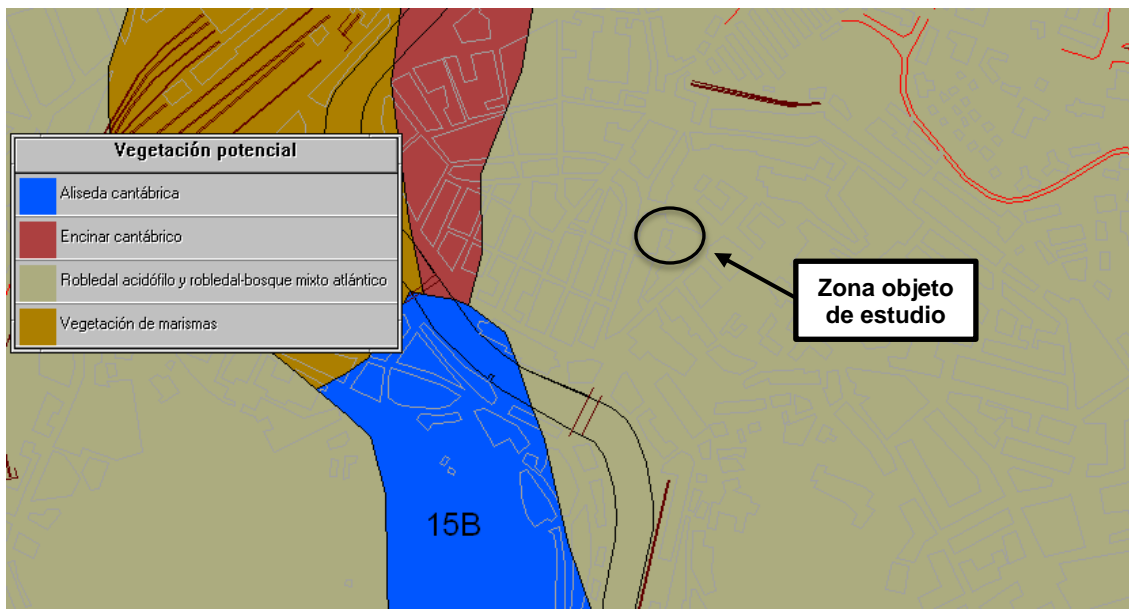 Vegetación potencial
Aliseda cantábrica
Encinar cantábrico
Robledal acidófilo y robledal-bosque mixto atlántico
Vegetación de marismas
Zona objeto
de estudio
15B